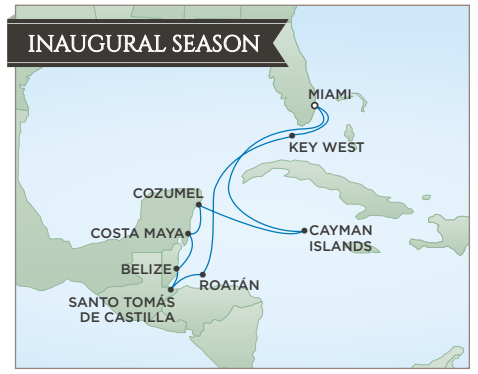 INAUGURAL SEASON
MIAMI
KEY WEST
COZUMEL
COSTA MAYA
CAYMAN
ISLANDS
BELIZE
ROATÁN
SANTO TOMÁS
DE CASTILLA